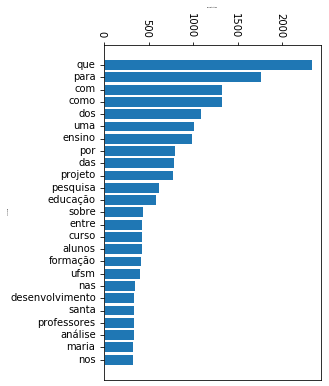 0 500 1000 1500 2000
que
para
com
como
dos
uma
ensino
por
das
projeto
pesquisa
educação
sobre
entre
curso
alunos
formação
ufsm
nas
desenvolvimento
santa
professores
análise
maria
nos